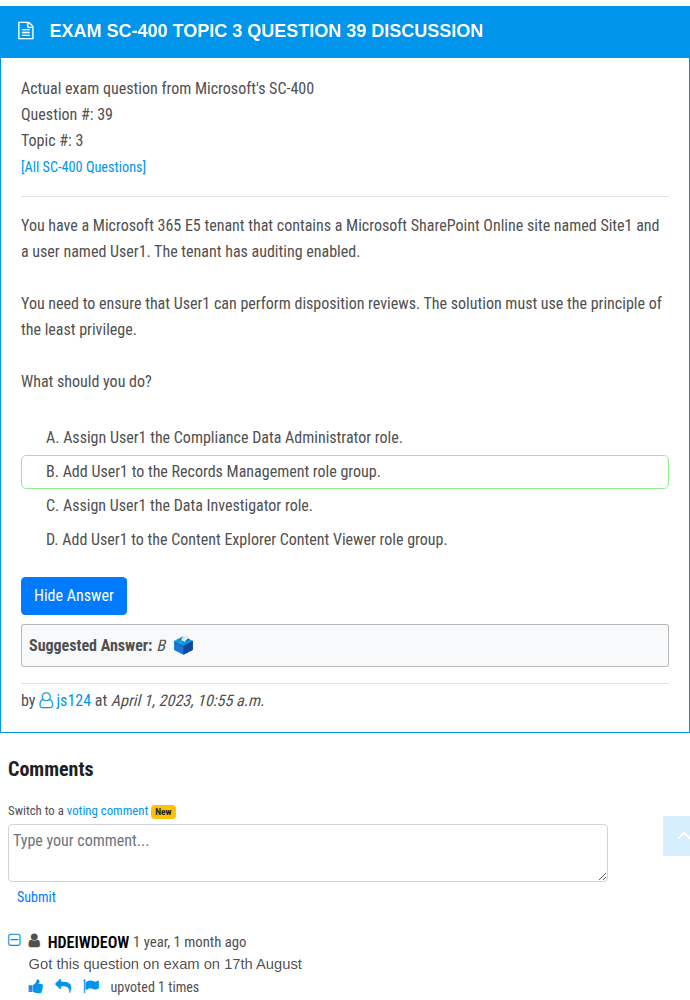 EXAM SC-400 TOPIC 3 QUESTION 39 DISCUSSION
Actual exam question from Microsoft's SC-400
Question #: 39
Topic #: 3
[All SC-400 Questions]
You have a Microsoft 365 E5 tenant that contains a Microsoft SharePoint Online site named Site1 and
a user named User1. The tenant has auditing enabled.
You need to ensure that User1 can perform disposition reviews. The solution must use the principle of
the least privilege.
What should you do?
A. Assign User1 the Compliance Data Administrator role.
B. Add User1 to the Records Management role group.
C. Assign User1 the Data Investigator role.
D. Add User1 to the Content Explorer Content Viewer role group.
Hide Answer
Suggested Answer: B
by js124 at April 1, 2023, 10:55 a.m.
Comments
Switch to a voting comment New
Type your comment...
Submit
HDEIWDEOW 1 year, 1 month ago
Got this question on exam on 17th August
upvoted 1 times